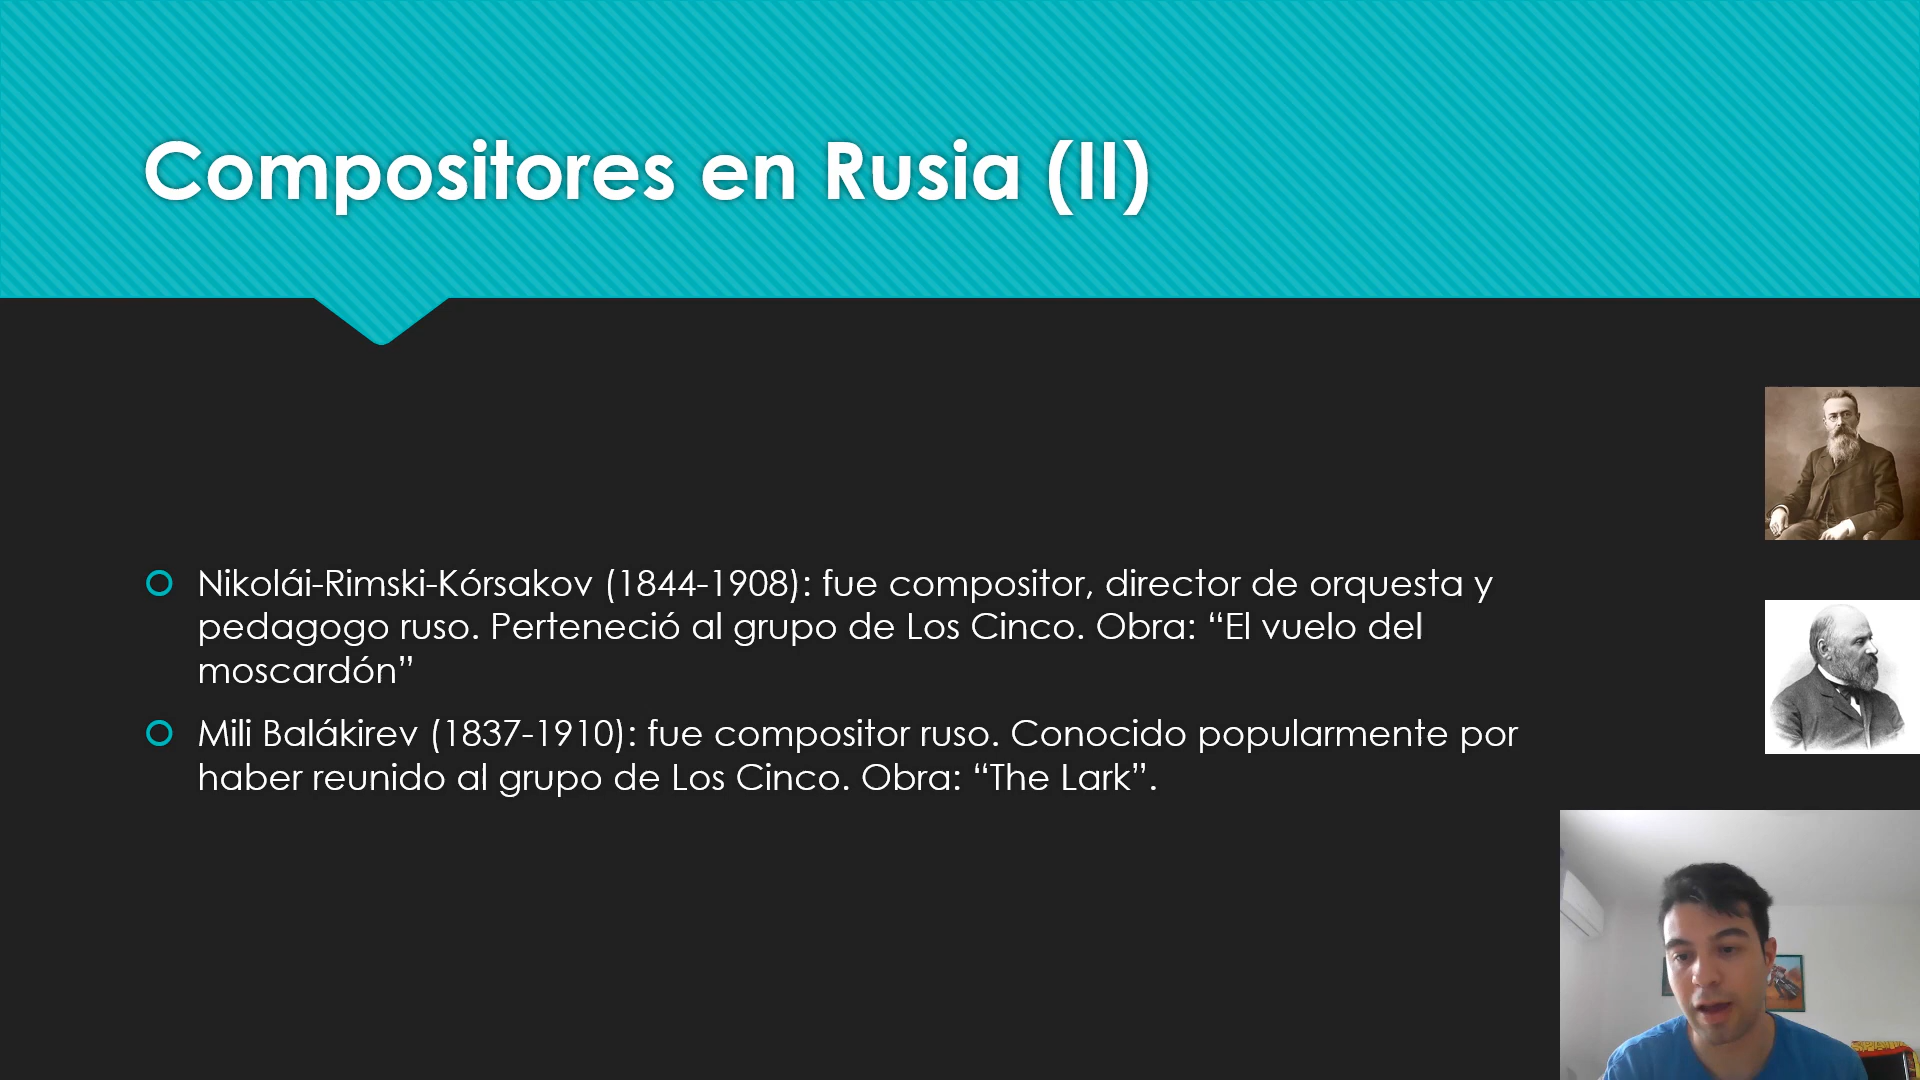 Compositores en Rusia (II)
Nikolái-Rimski-Kórsakov (1844-1908): fue compositor, director de orquesta y
pedagogo ruso. Perteneció al grupo de Los Cinco. Obra: “El vuelo del
moscardón”
Mili Balákirev (1837-1910): fue compositor ruso. Conocido popularmente por
haber reunido al grupo de Los Cinco. Obra: “The Lark”.